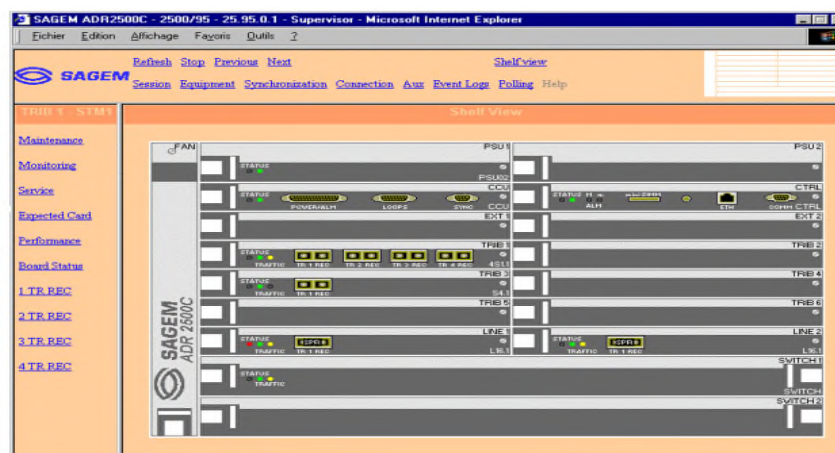 SAGEM ADR2500C - 2500/95 - 25.95.0.1 - Supervisor - Microsoft Internet Explorer
Fichier Edition Affichage Favoris Outils ?
Refresh Stop Previous Next Shelf view
SAGEM
Session Equipment Synchronization Connection Aux Event Logs Polling Help
TRIB 1 - STM1
Shelf View
Maintenance
Monitoring
Service
Expected Card
Performance
Board Status
1 TR REC
2 TR REC
3 TR REC
4 TR REC
FAN
PSU 1
PSU 2
STATUS
PSU02
CCU
CTRL
STATUS
POWER/ALM
LOOPS
SYNC
CCU
STATUS
ALM
ETH
COMM
CTRL
EXT 1
EXT 2
TRIB 1
TRIB 2
STATUS
TRAFFIC
TR 1 REC
TR 2 REC
TR 3 REC
TR 4 REC
4S1.1
TRIB 3
TRIB 4
STATUS
TRAFFIC
TR 1 REC
S4.1
TRIB 5
TRIB 6
LINE 1
LINE 2
STATUS
TRAFFIC
TR 1 REC
L16.1
STATUS
TRAFFIC
TR 1 REC
L16.1
SWITCH 1
STATUS
TRAFFIC
SWITCH
SWITCH 2
SAGEM
ADR 2500C